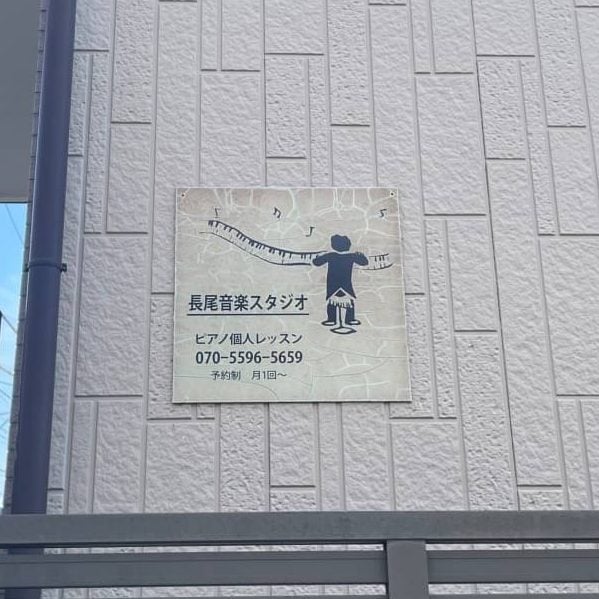 長尾音楽スタジオ
ピアノ個人レッスン
070-5596-5659
予約制　月1回～